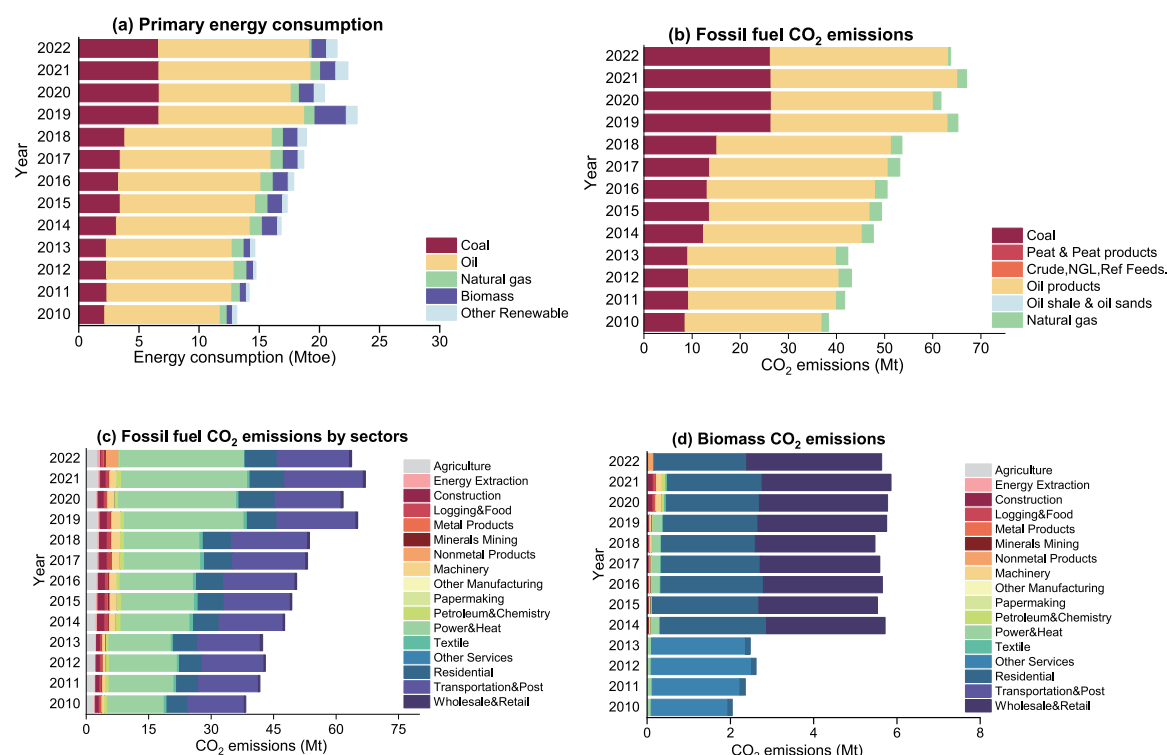 (a) Primary energy consumption
2022
2021
2020
2019
2018
2017
2016
2015
2014
2013
2012
2011
2010
Year
Coal
Oil
Natural gas
Biomass
Other Renewable
0 5 10 15 20 25 30
Energy consumption (Mtoe)
(b) Fossil fuel CO2 emissions
2022
2021
2020
2019
2018
2017
2016
2015
2014
2013
2012
2011
2010
Year
Coal
Peat & Peat products
Crude,NGL,Ref Feeds.
Oil products
Oil shale & oil sands
Natural gas
0 10 20 30 40 50 60 70
CO2 emissions (Mt)
(c) Fossil fuel CO2 emissions by sectors
2022
2021
2020
2019
2018
2017
2016
2015
2014
2013
2012
2011
2010
Year
Agriculture
Energy Extraction
Construction
Logging&Food
Metal Products
Minerals Mining
Nonmetal Products
Machinery
Other Manufacturing
Papermaking
Petroleum&Chemistry
Power&Heat
Textile
Other Services
Residential
Transportation&Post
Wholesale&Retail
0 15 30 45 60 75
CO2 emissions (Mt)
(d) Biomass CO2 emissions
2022
2021
2020
2019
2018
2017
2016
2015
2014
2013
2012
2011
2010
Year
Agriculture
Energy Extraction
Construction
Logging&Food
Metal Products
Minerals Mining
Nonmetal Products
Machinery
Other Manufacturing
Papermaking
Petroleum&Chemistry
Power&Heat
Textile
Other Services
Residential
Transportation&Post
Wholesale&Retail
0 2 4 6 8
CO2 emissions (Mt)